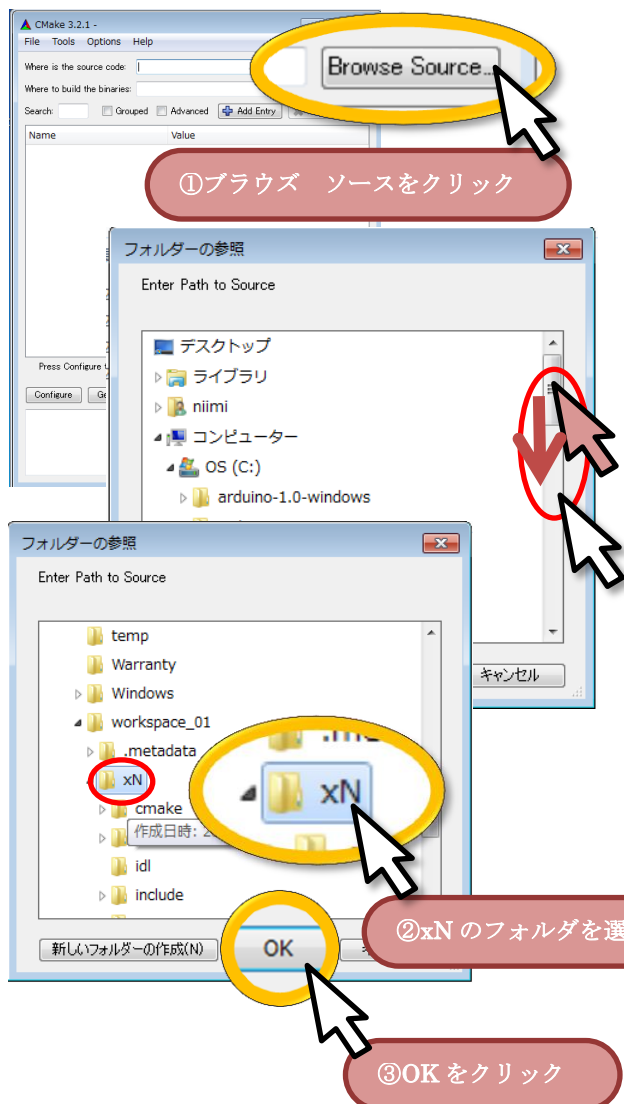 CMake 3.2.1 -
File Tools Options Help
Where is the source code:
Where to build the binaries:
Search: Grouped Advanced Add Entry
Name Value
Browse Source...
①ブラウズ ソースをクリック
Press Configure
Configure
フォルダーの参照
Enter Path to Source
デスクトップ
ライブラリ
niimi
コンピューター
OS (C:)
arduino-1.0-windows
キャンセル
フォルダーの参照
Enter Path to Source
temp
Warranty
Windows
workspace_01
.metadata
xN
cmake
作成日時: 2
idl
include
xN
新しいフォルダーの作成(N)
OK
②xN のフォルダを選
③OK をクリック